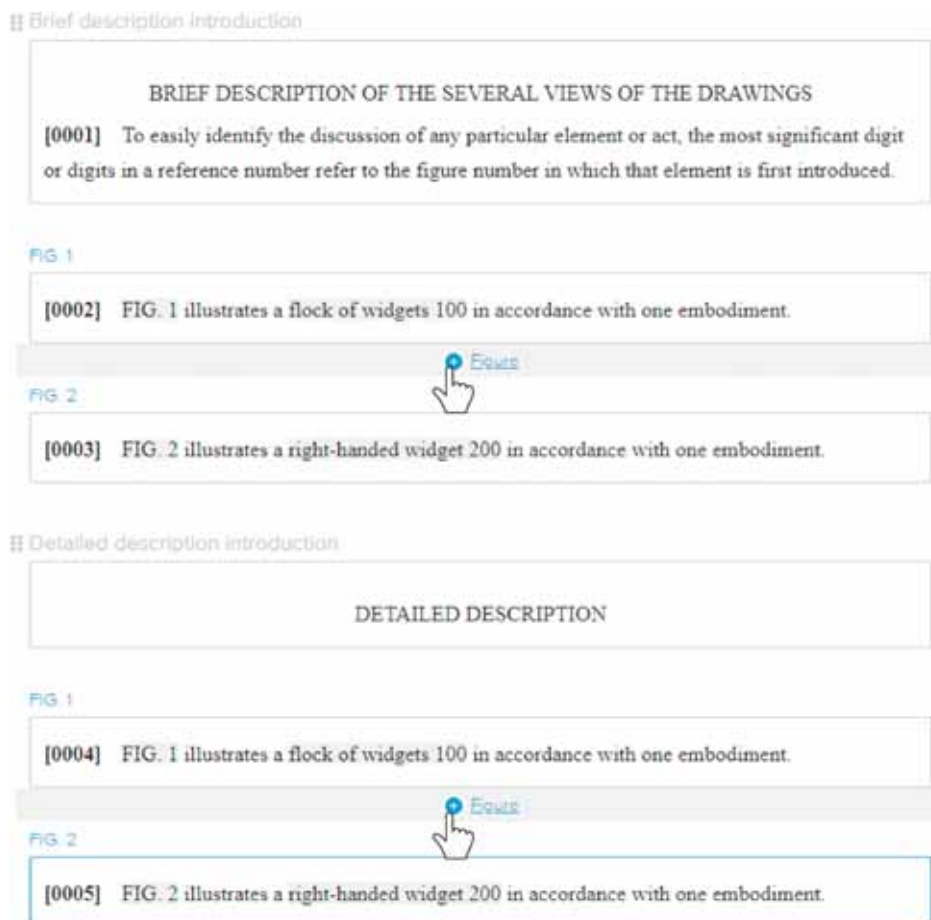 Brief description introduction
BRIEF DESCRIPTION OF THE SEVERAL VIEWS OF THE DRAWINGS
[0001] To easily identify the discussion of any particular element or act, the most significant digit
or digits in a reference number refer to the figure number in which that element is first introduced.
FIG. 1
[0002] FIG. 1 illustrates a flock of widgets 100 in accordance with one embodiment.
Figure
FIG. 2
[0003] FIG. 2 illustrates a right-handed widget 200 in accordance with one embodiment.
Detailed description introduction
DETAILED DESCRIPTION
FIG. 1
[0004] FIG. 1 illustrates a flock of widgets 100 in accordance with one embodiment.
Figure
FIG. 2
[0005] FIG. 2 illustrates a right-handed widget 200 in accordance with one embodiment.